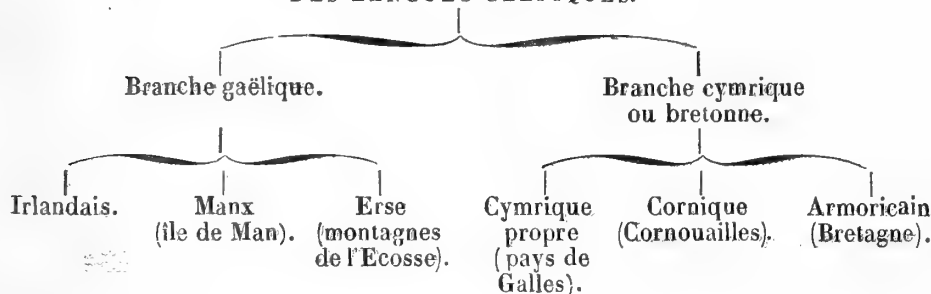 DES LANGUES CELTIQUES.
Branche gaëlique.
Branche cymrique
ou bretonne.
Irlandais.
Manx
(île de Man).
Erse
(montagnes
de l'Ecosse).
Cymrique
propre
(pays de
Galles).
Cornique
(Cornouailles).
Armoricain
(Bretagne).